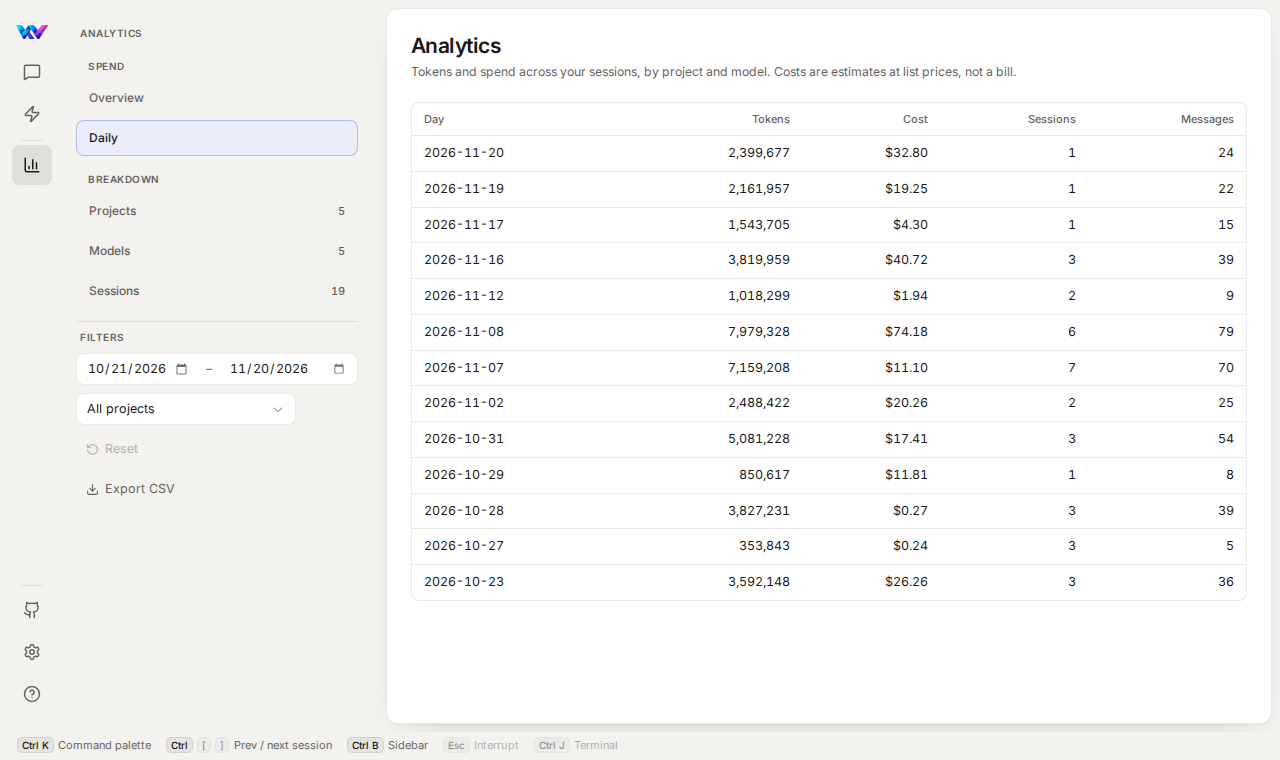 ANALYTICS
SPEND
Overview
Daily
BREAKDOWN
Projects 5
Models 5
Sessions 19
FILTERS
10/21/2026 – 11/20/2026
All projects
Reset
Export CSV
Analytics
Tokens and spend across your sessions, by project and model. Costs are estimates at list prices, not a bill.
Day Tokens Cost Sessions Messages
2026-11-20 2,399,677 $32.80 1 24
2026-11-19 2,161,957 $19.25 1 22
2026-11-17 1,543,705 $4.30 1 15
2026-11-16 3,819,959 $40.72 3 39
2026-11-12 1,018,299 $1.94 2 9
2026-11-08 7,979,328 $74.18 6 79
2026-11-07 7,159,208 $11.10 7 70
2026-11-02 2,488,422 $20.26 2 25
2026-10-31 5,081,228 $17.41 3 54
2026-10-29 850,617 $11.81 1 8
2026-10-28 3,827,231 $0.27 3 39
2026-10-27 353,843 $0.24 3 5
2026-10-23 3,592,148 $26.26 3 36
Ctrl K Command palette Ctrl [ ] Prev / next session Ctrl B Sidebar Esc Interrupt Ctrl J Terminal